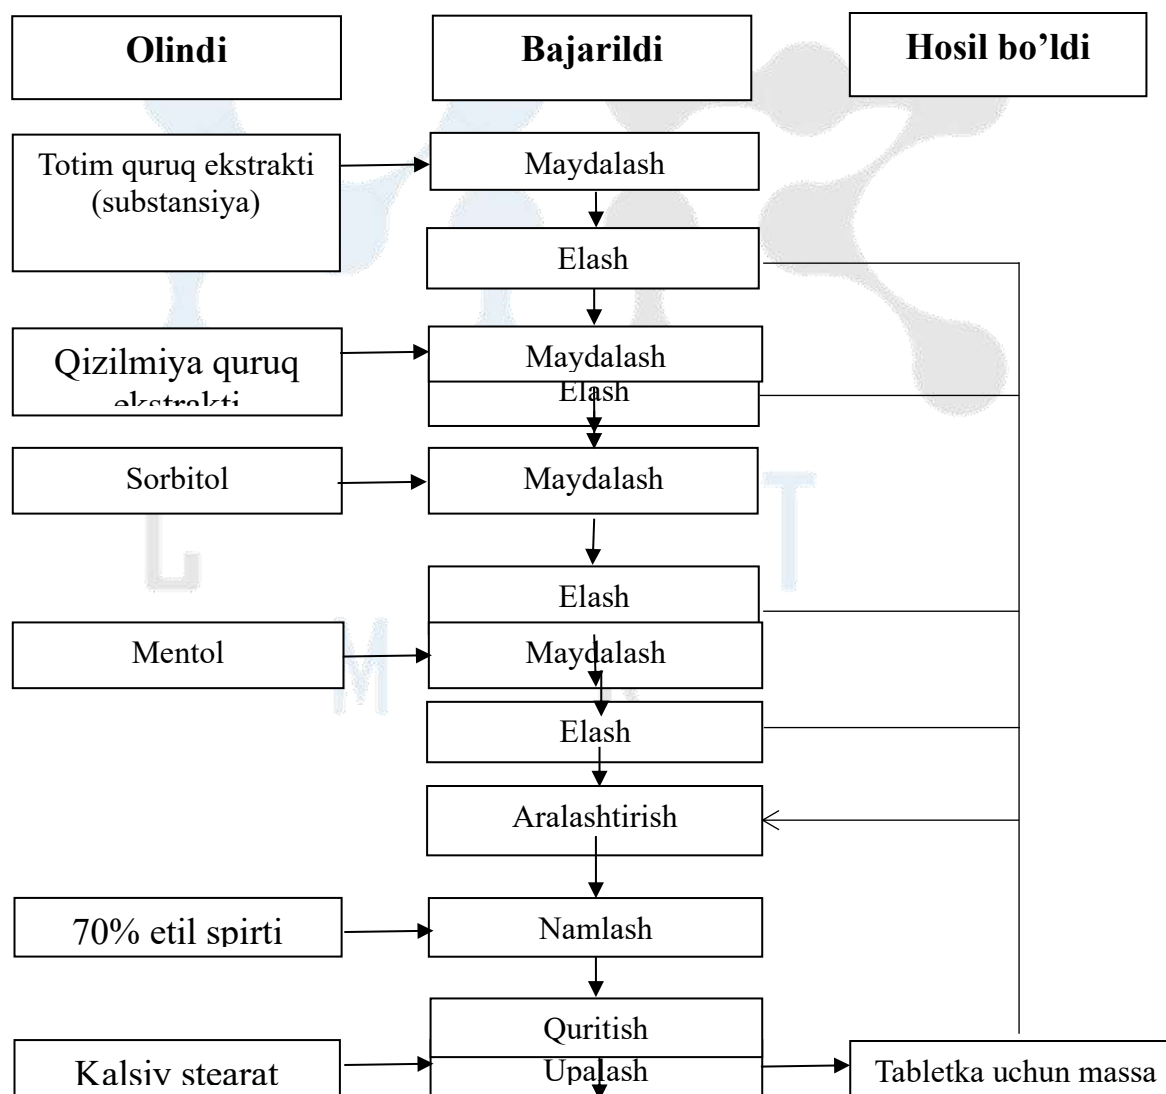 Olindi
Bajarildi
Hosil bo’ldi
Totim quruq ekstrakti
(substansiya)
Maydalash
Elash
Qizilmiya quruq
ekstrakti
Maydalash
Elash
Sorbitol
Maydalash
Elash
Mentol
Maydalash
Elash
Aralashtirish
70% etil spirti
Namlash
Quritish
Kalsiy stearat
Upalash
Tabletka uchun massa